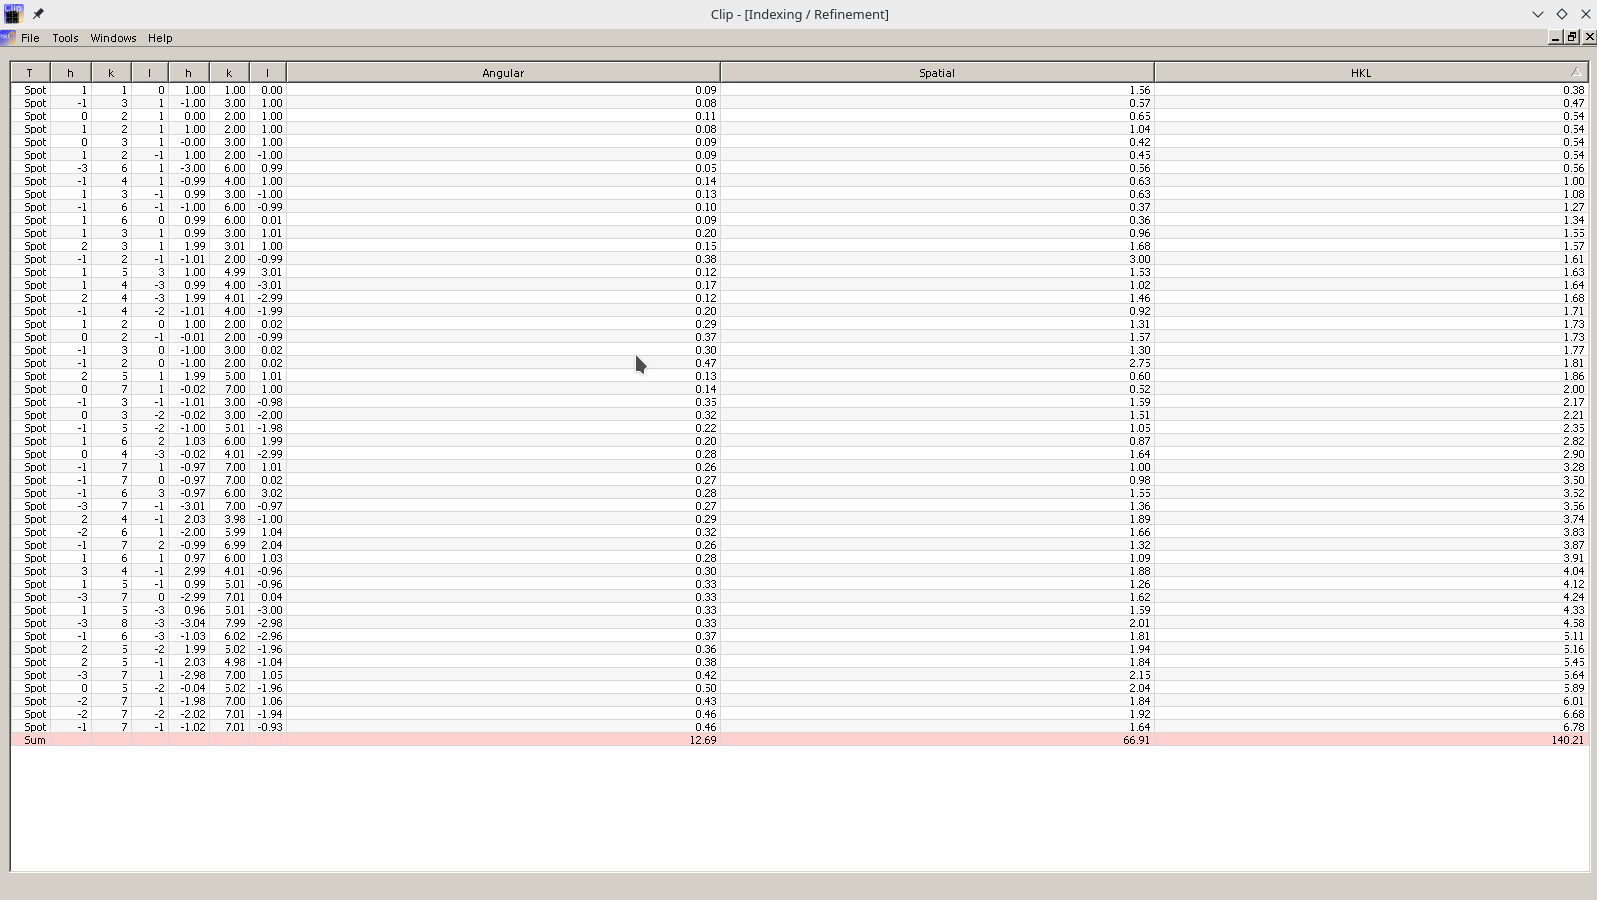 Clip - [Indexing / Refinement]
File Tools Windows Help
T h k l h k l Angular Spatial HKL
Spot 1 1 0 1.00 1.00 0.00 0.09 1.56 0.38
Spot -1 3 1 -1.00 3.00 1.00 0.08 0.57 0.47
Spot 0 2 1 0.00 2.00 1.00 0.11 0.65 0.54
Spot 1 2 1 1.00 2.00 1.00 0.08 1.04 0.54
Spot 0 3 1 -0.00 3.00 1.00 0.09 0.42 0.54
Spot 1 2 -1 1.00 2.00 -1.00 0.09 0.45 0.54
Spot -3 6 1 -3.00 6.00 0.99 0.05 0.56 0.56
Spot -1 4 1 -0.99 4.00 1.00 0.14 0.63 1.00
Spot 1 3 -1 0.99 3.00 -1.00 0.13 0.63 1.08
Spot -1 6 -1 -1.00 6.00 -0.99 0.10 0.37 1.27
Spot 1 6 0 0.99 6.00 0.01 0.09 0.36 1.34
Spot 1 3 1 0.99 3.00 1.01 0.20 0.96 1.55
Spot 2 3 1 1.99 3.01 1.00 0.15 1.68 1.57
Spot -1 2 -1 -1.01 2.00 -0.99 0.38 3.00 1.61
Spot 1 5 3 1.00 4.99 3.01 0.12 1.53 1.63
Spot 1 4 -3 0.99 4.00 -3.01 0.17 1.02 1.64
Spot 2 4 -3 1.99 4.01 -2.99 0.12 1.46 1.68
Spot -1 4 -2 -1.01 4.00 -1.99 0.20 0.92 1.71
Spot 1 2 0 1.00 2.00 0.02 0.29 1.31 1.73
Spot 0 2 -1 -0.01 2.00 -0.99 0.37 1.57 1.73
Spot -1 3 0 -1.00 3.00 0.02 0.30 1.30 1.77
Spot -1 2 0 -1.00 2.00 0.02 0.47 2.75 1.81
Spot 2 5 1 1.99 5.00 1.01 0.13 0.60 1.86
Spot 0 7 1 -0.02 7.00 1.00 0.14 0.52 2.00
Spot -1 3 -1 -1.01 3.00 -0.98 0.35 1.59 2.17
Spot 0 3 -2 -0.02 3.00 -2.00 0.32 1.51 2.21
Spot -1 5 -2 -1.00 5.01 -1.98 0.22 1.05 2.35
Spot 1 6 2 1.03 6.00 1.99 0.20 0.87 2.82
Spot 0 4 -3 -0.02 4.01 -2.99 0.28 1.64 2.90
Spot -1 7 1 -0.97 7.00 1.01 0.26 1.00 3.28
Spot -1 7 0 -0.97 7.00 0.02 0.27 0.98 3.50
Spot -1 6 3 -0.97 6.00 3.02 0.28 1.55 3.52
Spot -3 7 -1 -3.01 7.00 -0.97 0.27 1.36 3.56
Spot 2 4 -1 2.03 3.98 -1.00 0.29 1.89 3.74
Spot -2 6 1 -2.00 5.99 1.04 0.32 1.66 3.83
Spot -1 7 2 -0.99 6.99 2.04 0.26 1.32 3.87
Spot 1 6 1 0.97 6.00 1.03 0.28 1.09 3.91
Spot 3 4 -1 2.99 4.01 -0.96 0.30 1.88 4.04
Spot 1 5 -1 0.99 5.01 -0.96 0.33 1.26 4.12
Spot -3 7 0 -2.99 7.01 0.04 0.33 1.62 4.24
Spot 1 5 -3 0.96 5.01 -3.00 0.33 1.59 4.33
Spot -3 8 -3 -3.04 7.99 -2.98 0.33 2.01 4.58
Spot -1 6 -3 -1.03 6.02 -2.96 0.37 1.81 5.11
Spot 2 5 -2 1.99 5.02 -1.96 0.36 1.94 5.16
Spot 2 5 -1 2.03 4.98 -1.04 0.38 1.84 5.45
Spot -3 7 1 -2.98 7.00 1.05 0.42 2.15 5.64
Spot 0 5 -2 -0.04 5.02 -1.96 0.50 2.04 5.89
Spot -2 7 1 -1.98 7.00 1.06 0.43 1.84 6.01
Spot -2 7 -2 -2.02 7.01 -1.94 0.46 1.92 6.68
Spot -1 7 -1 -1.02 7.01 -0.93 0.46 1.64 6.78
Sum 12.69 66.91 140.21